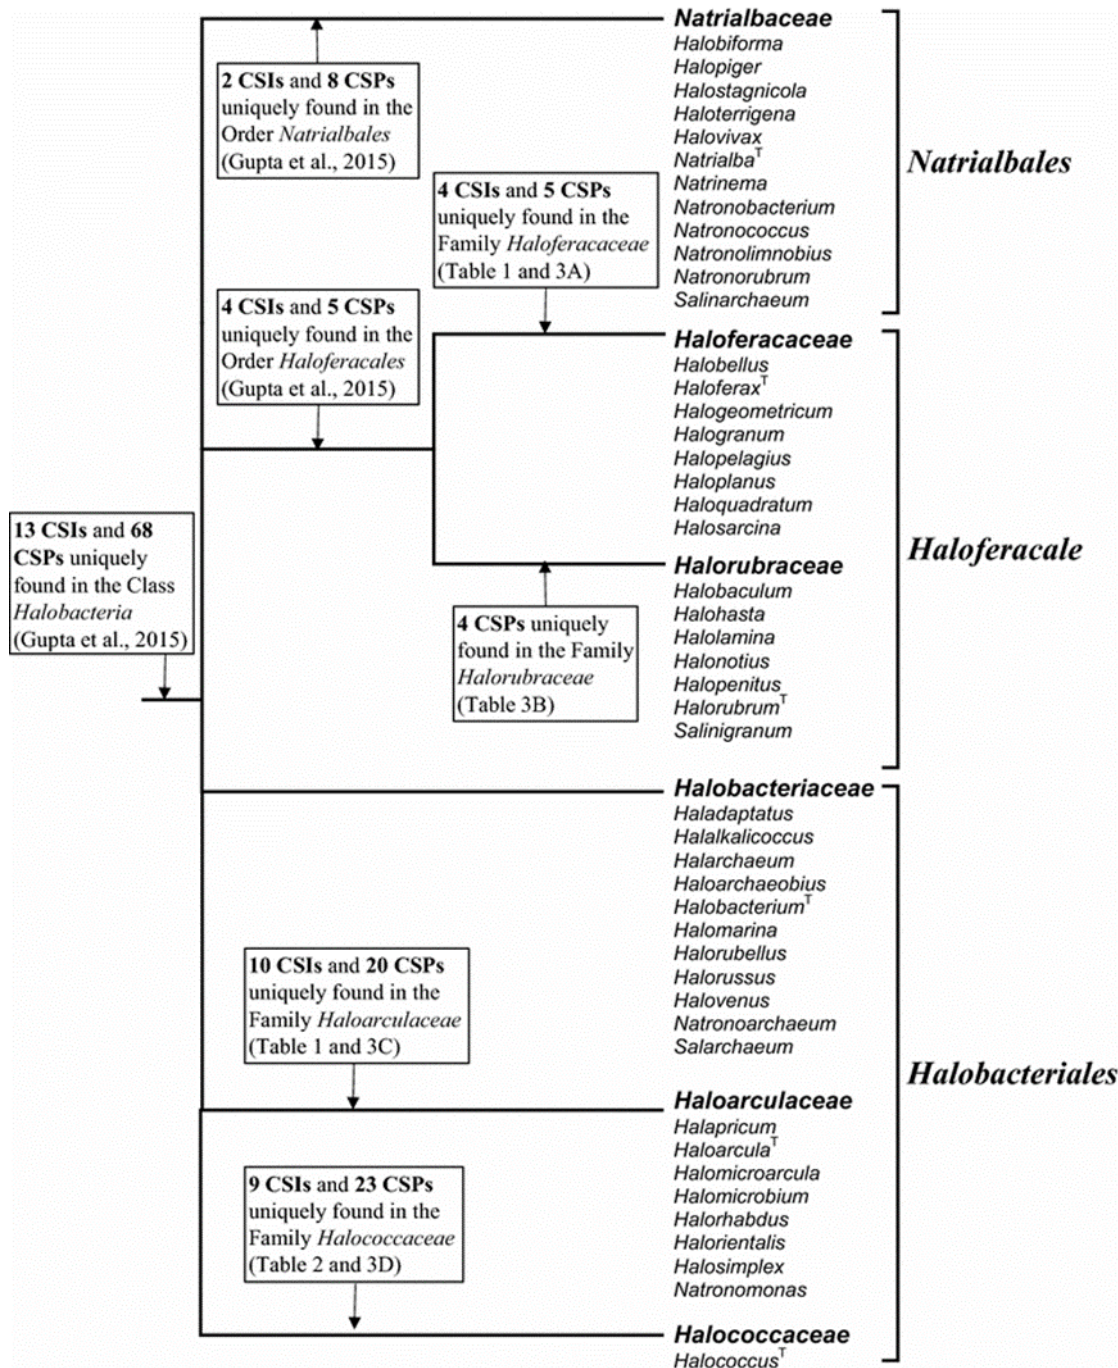 Natrialbaceae
Halobiforma
Halopiger
Halostagnicola
Haloterrigena
Halovivax
Natrialbaᵀ
Natrinema
Natronobacterium
Natronococcus
Natronolimnobius
Natronorubrum
Salinarchaeum
Natrialbales
2 CSIs and 8 CSPs
uniquely found in the
Order Natrialbales
(Gupta et al., 2015)
4 CSIs and 5 CSPs
uniquely found in the
Family Haloferacaceae
(Table 1 and 3A)
4 CSIs and 5 CSPs
uniquely found in the
Order Haloferacales
(Gupta et al., 2015)
Haloferacaceae
Halobellus
Haloferaxᵀ
Halogeometricum
Halogranum
Halopelagius
Haloplanus
Haloquadratum
Halosarcina
Haloferacale
13 CSIs and 68
CSPs uniquely
found in the Class
Halobacteria
(Gupta et al., 2015)
Halorubraceae
Halobaculum
Halohasta
Halolamina
Halonotius
Halopenitus
Halorubrumᵀ
Salinigranum
4 CSPs uniquely
found in the Family
Halorubraceae
(Table 3B)
Halobacteriaceae
Haladaptatus
Halalkalicoccus
Halarchaeum
Haloarchaeobius
Halobacteriumᵀ
Halomarina
Halorubellus
Halorussus
Halovenus
Natronoarchaeum
Salarchaeum
Halobacteriales
10 CSIs and 20 CSPs
uniquely found in the
Family Haloarculaceae
(Table 1 and 3C)
Haloarculaceae
Halapricum
Haloarculaᵀ
Halomicroarcula
Halomicrobium
Halorhabdus
Halorientalis
Halosimplex
Natronomonas
9 CSIs and 23 CSPs
uniquely found in the
Family Halococcaceae
(Table 2 and 3D)
Halococcaceae
Halococcusᵀ